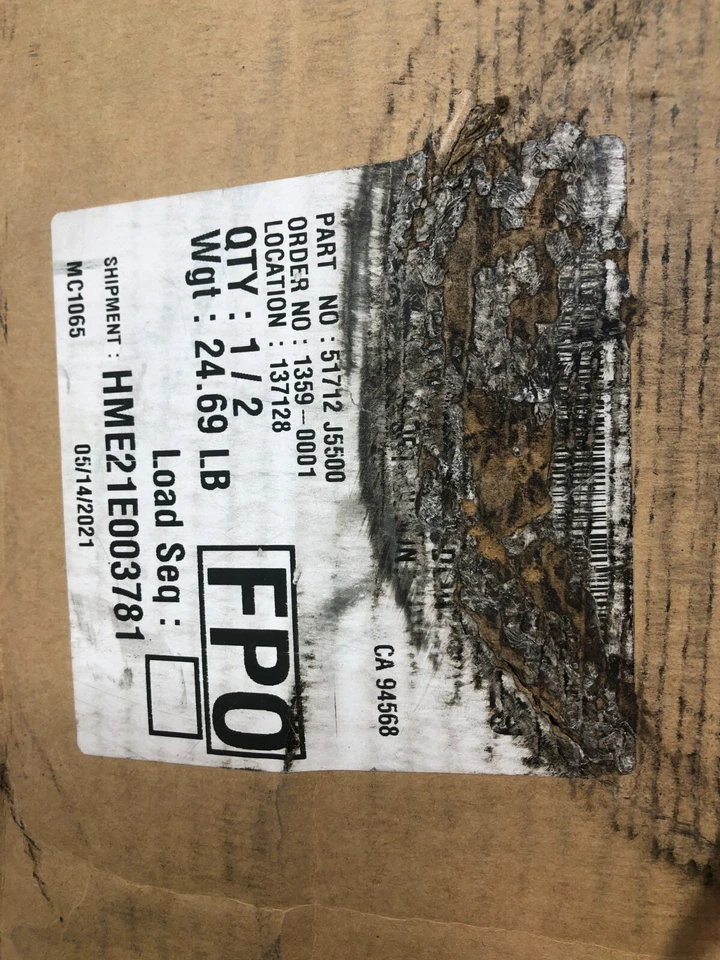 CA 94568
PART NO : 51712 J5500
ORDER NO : 1359-0001
LOCATION : 137128
QTY : 1 / 2
Wgt : 24.69 LB
FPO
Load Seq :
SHIPMENT : HME21E003781
MC1065 05/14/2021